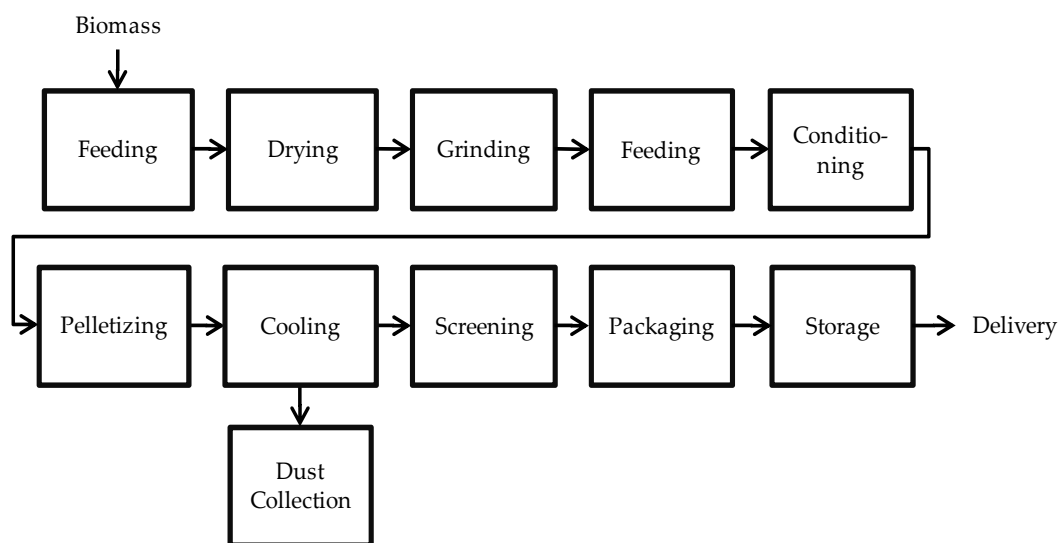 Biomass
Feeding
Drying
Grinding
Feeding
Conditio-
ning
Pelletizing
Cooling
Screening
Packaging
Storage
Delivery
Dust
Collection